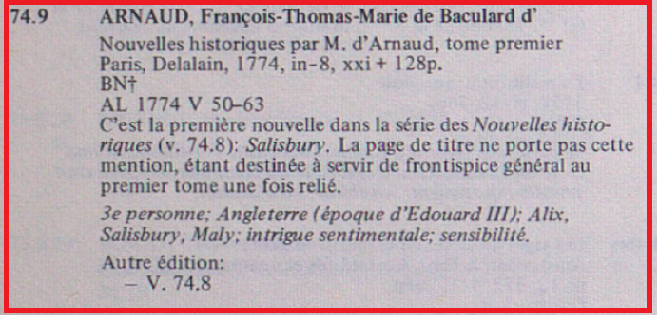 74.9 ARNAUD, François-Thomas-Marie de Baculard d'
Nouvelles historiques par M. d'Arnaud, tome premier
Paris, Delalain, 1774, in-8, xxi + 128p.
BN†
AL 1774 V 50–63
C'est la première nouvelle dans la série des Nouvelles histo-
riques (v. 74.8): Salisbury. La page de titre ne porte pas cette
mention, étant destinée à servir de frontispice général au
premier tome une fois relié.
3e personne; Angleterre (époque d'Edouard III); Alix,
Salisbury, Maly; intrigue sentimentale; sensibilité.
Autre édition:
– V. 74.8